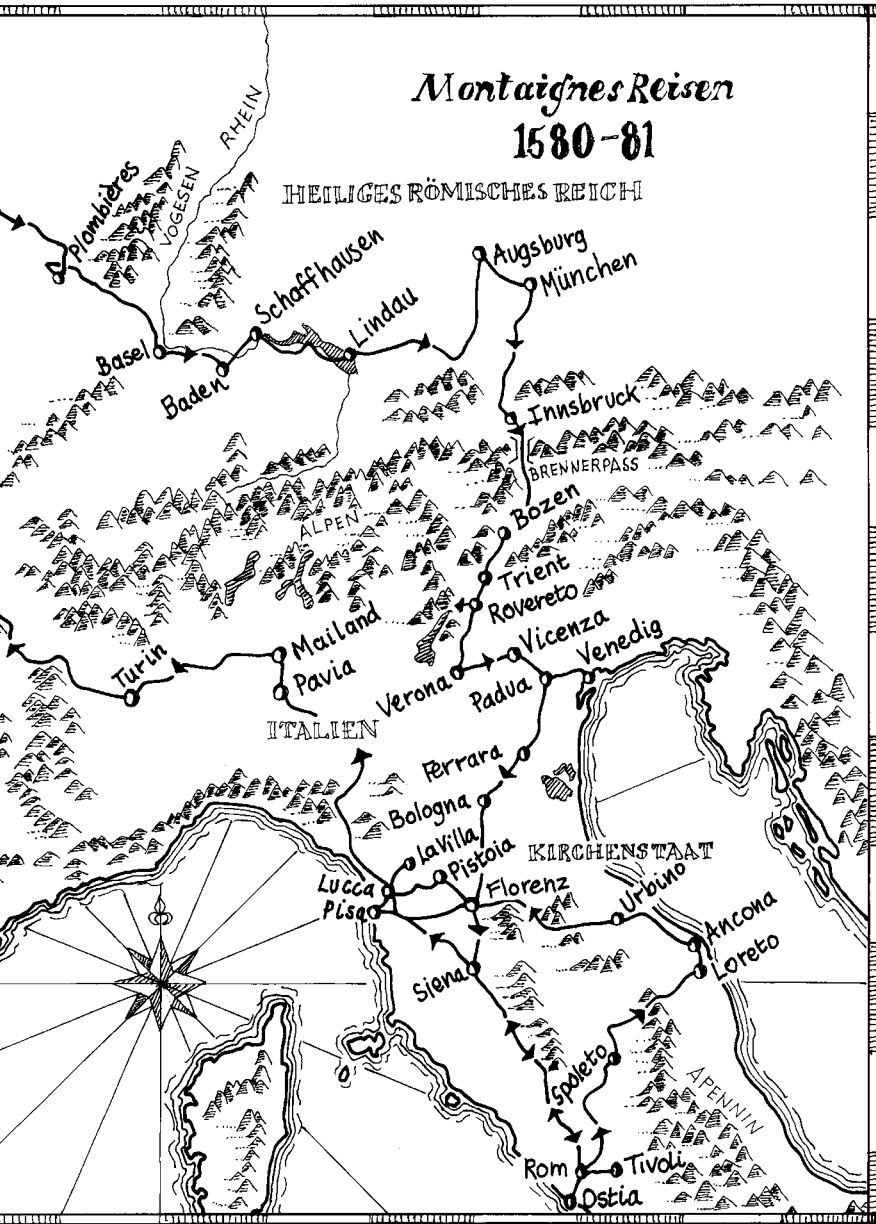 Montaignes Reisen
1580-81
HEILIGES RÖMISCHES REICH
RHEIN
VOGESEN
Plombières
Augsburg
München
Schaffhausen
Lindau
Basel
Baden
Innsbruck
BRENNERPASS
ALPEN
Bozen
Trient
Rovereto
Mailand
Vicenza
Venedig
Turin
Pavia
Verona
Padua
ITALIEN
Ferrara
Bologna
La Villa
Pistoia
KIRCHENSTAAT
Lucca
Florenz
Pisa
Urbino
Ancona
Loreto
Siena
Spoleto
APENNIN
Rom
Tivoli
Ostia